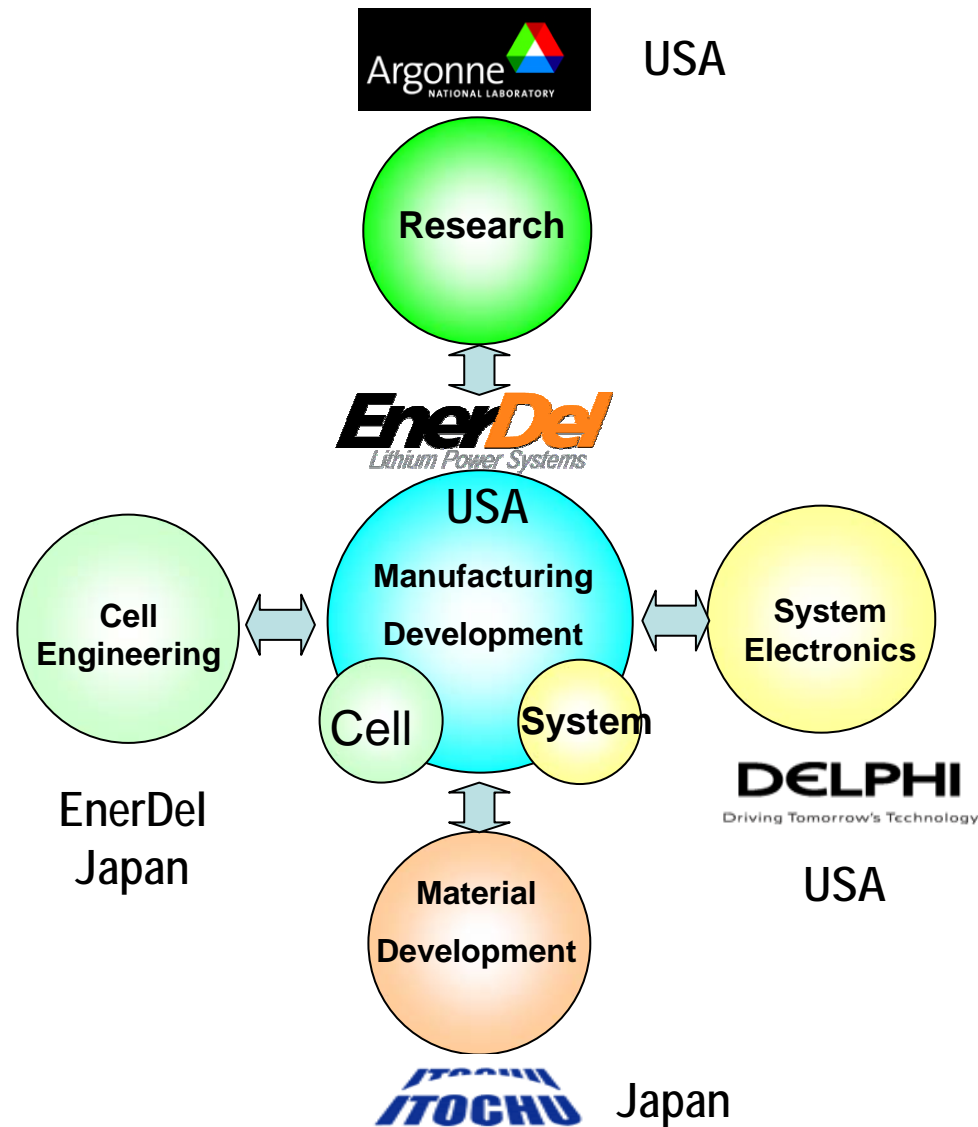 Argonne
NATIONAL LABORATORY
USA
Research
EnerDel
Lithium Power Systems
USA
Manufacturing
Development
Cell
Engineering
System
Electronics
Cell
System
EnerDel
Japan
DELPHI
Driving Tomorrow's Technology
USA
Material
Development
ITOCHU
ITOCHU
Japan